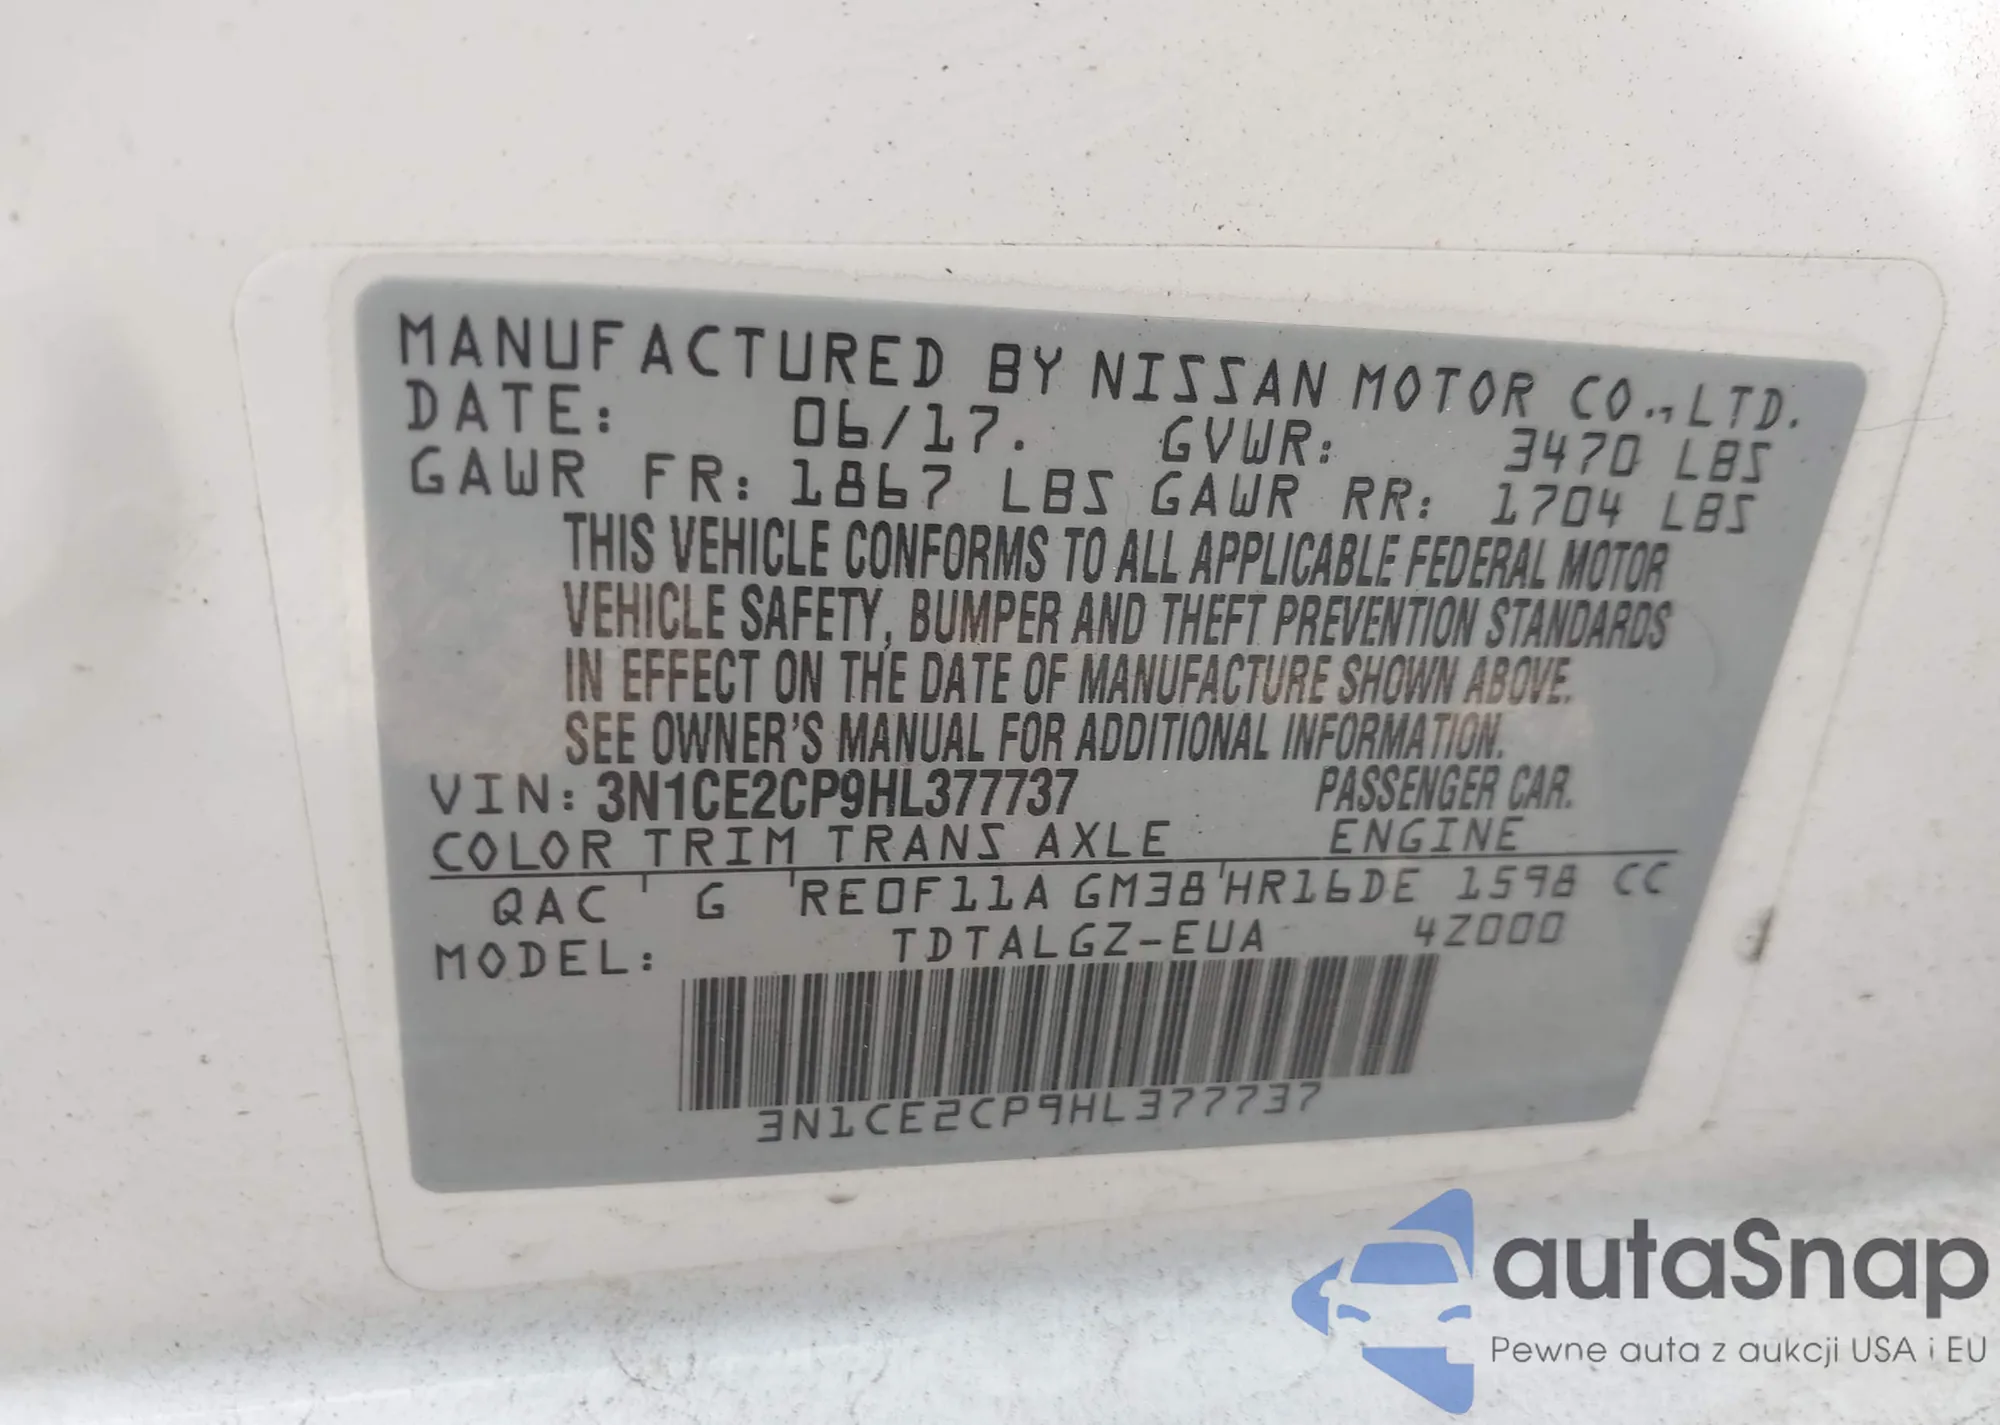 MANUFACTURED BY NISSAN MOTOR CO.,LTD.
DATE: 06/17. GVWR: 3470 LBS
GAWR FR: 1867 LBS GAWR RR: 1704 LBS
THIS VEHICLE CONFORMS TO ALL APPLICABLE FEDERAL MOTOR
VEHICLE SAFETY, BUMPER AND THEFT PREVENTION STANDARDS
IN EFFECT ON THE DATE OF MANUFACTURE SHOWN ABOVE.
SEE OWNER'S MANUAL FOR ADDITIONAL INFORMATION.
VIN: 3N1CE2CP9HL377737 PASSENGER CAR.
COLOR TRIM TRANS AXLE ENGINE
QAC G RE0F11A GM38 HR16DE 1598 CC
MODEL: TDTALGZ-EUA 4Z000
3N1CE2CP9HL377737
autaSnap
Pewne auta z aukcji USA i EU